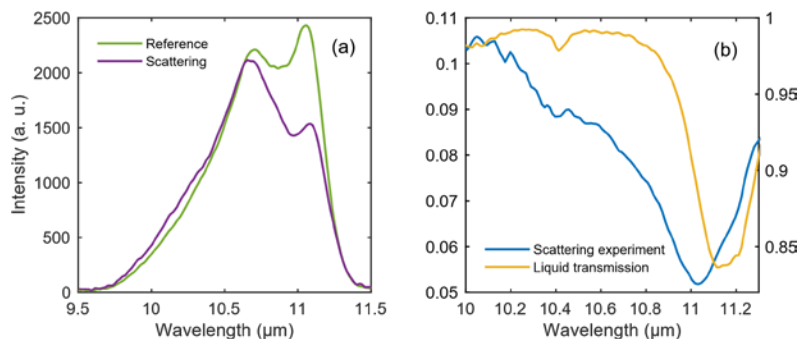 2500
2000
1500
1000
500
0
Intensity (a. u.)
Reference
Scattering
(a)
9.5 10 10.5 11 11.5
Wavelength (µm)
0.11
0.1
0.09
0.08
0.07
0.06
0.05
(b)
1
0.95
0.9
0.85
Scattering experiment
Liquid transmission
10 10.2 10.4 10.6 10.8 11 11.2
Wavelength (µm)